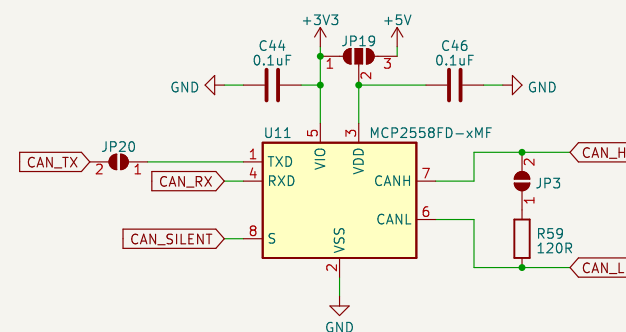 +3V3 +5V
C44 JP19 C46
0.1uF 1 3 0.1uF
2
GND GND
U11 5 3 MCP2558FD-xMF
JP20
CAN_TX 2 1 1 TXD VIO VDD 2 CAN_H
CAN_RX 4 RXD CANH 7 JP3
1
CANL 6
CAN_SILENT 8 S VSS R59
120R
2 CAN_L
GND